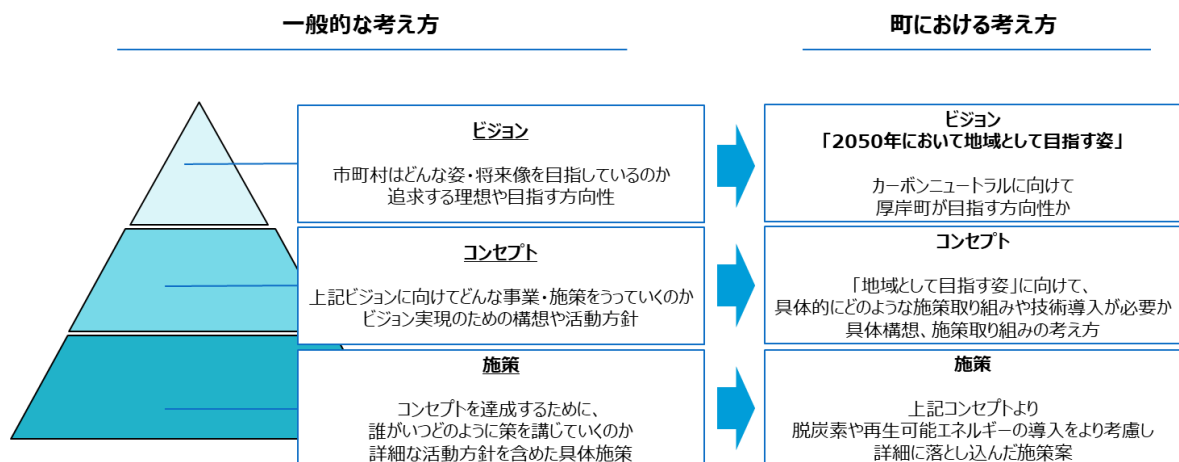 一般的な考え方
町における考え方
ビジョン
市町村はどんな姿・将来像を目指しているのか
追求する理想や目指す方向性
ビジョン
「2050年において地域として目指す姿」
カーボンニュートラルに向けて
厚岸町が目指す方向性か
コンセプト
上記ビジョンに向けてどんな事業・施策をうっていくのか
ビジョン実現のための構想や活動方針
コンセプト
「地域として目指す姿」に向けて、
具体的にどのような施策取り組みや技術導入が必要か
具体構想、施策取り組みの考え方
施策
コンセプトを達成するために、
誰がいつどのように策を講じていくのか
詳細な活動方針を含めた具体施策
施策
上記コンセプトより
脱炭素や再生可能エネルギーの導入をより考慮し
詳細に落とし込んだ施策案